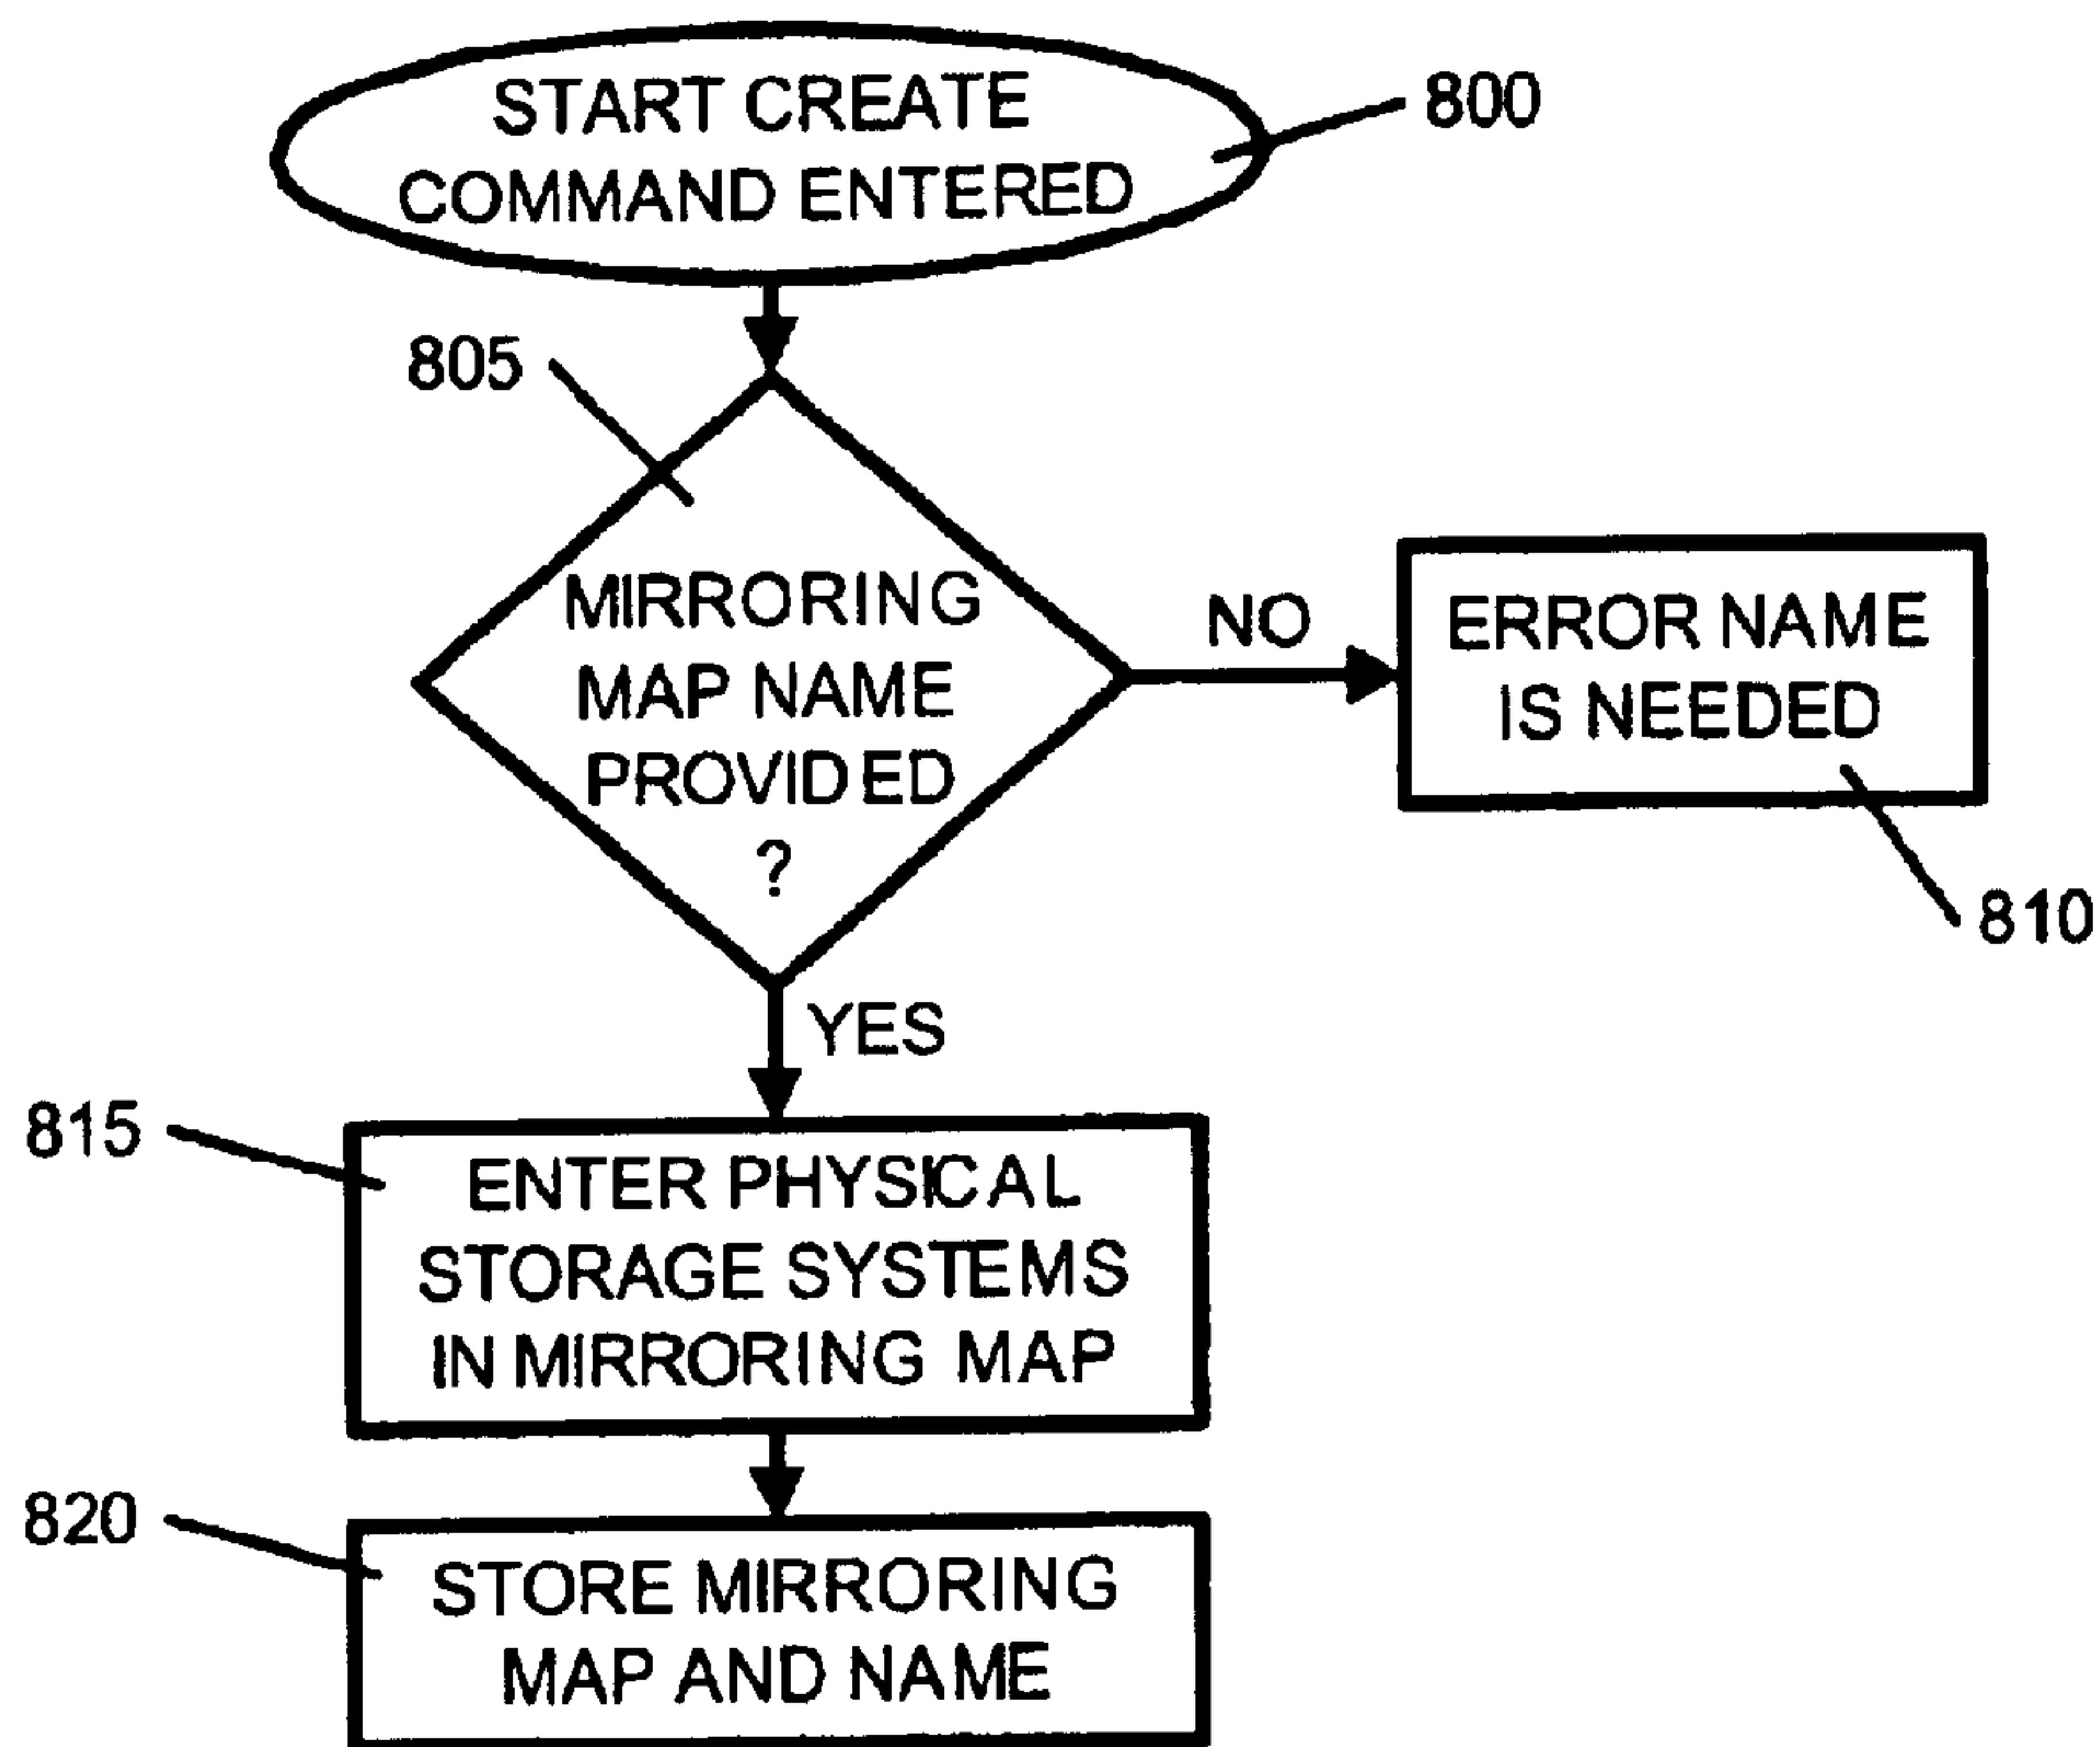 START CREATE
COMMAND ENTERED
800
805
MIRRORING
MAP NAME
PROVIDED
?
NO
ERROR NAME
IS NEEDED
810
YES
815
ENTER PHYSICAL
STORAGE SYSTEMS
IN MIRRORING MAP
820
STORE MIRRORING
MAP AND NAME